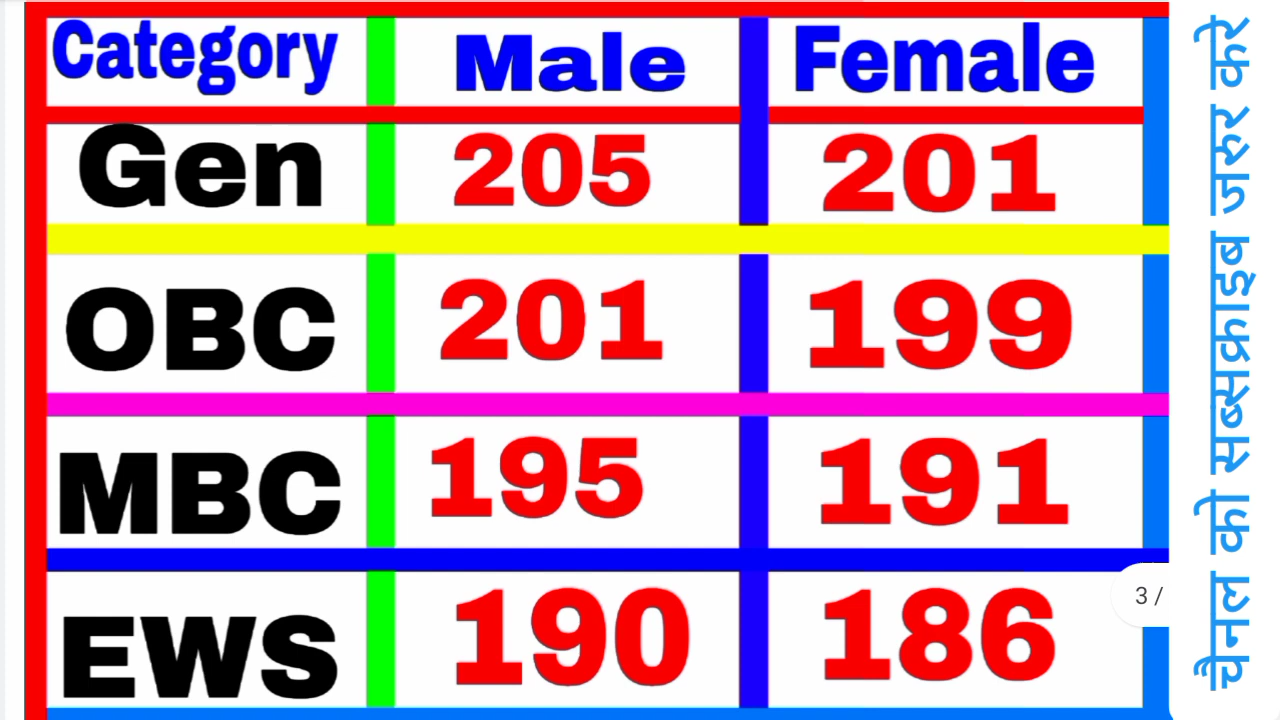 Category Male Female
Gen 205 201
OBC 201 199
MBC 195 191
EWS 190 186
3 /
चैनल को सब्सक्राइब जरुर करे